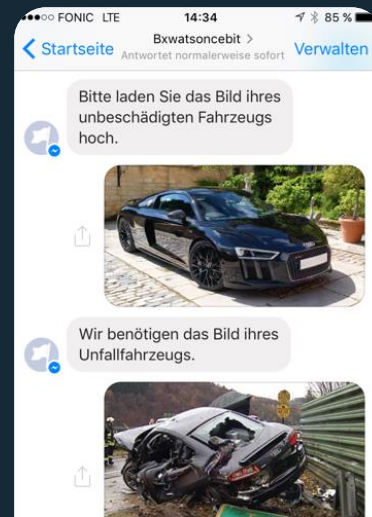 FONIC LTE 14:34 85 %
Startseite Bxwatsoncebit > Verwalten
Antwortet normalerweise sofort
Bitte laden Sie das Bild ihres
unbeschädigten Fahrzeugs
hoch.
Wir benötigen das Bild ihres
Unfallfahrzeugs.